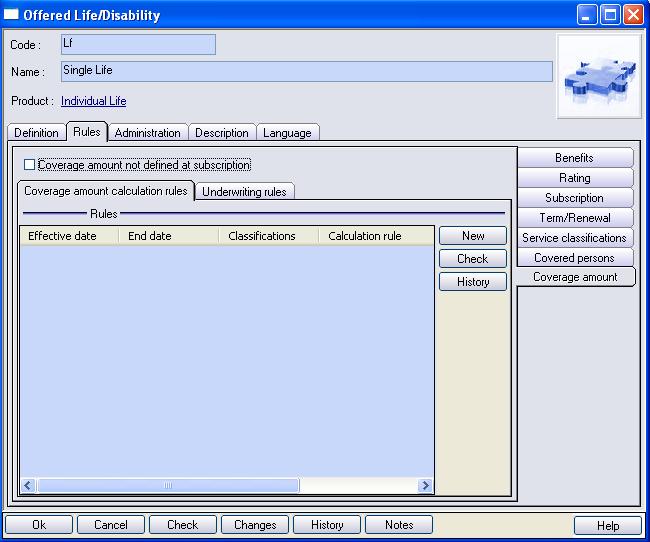 Offered Life/Disability
Code : Lf
Name : Single Life
Product : Individual Life
Definition Rules Administration Description Language
Coverage amount not defined at subscription
Coverage amount calculation rules Underwriting rules
Rules
Effective date End date Classifications Calculation rule
New
Check
History
Benefits
Rating
Subscription
Term/Renewal
Service classifications
Covered persons
Coverage amount
Ok Cancel Check Changes History Notes Help